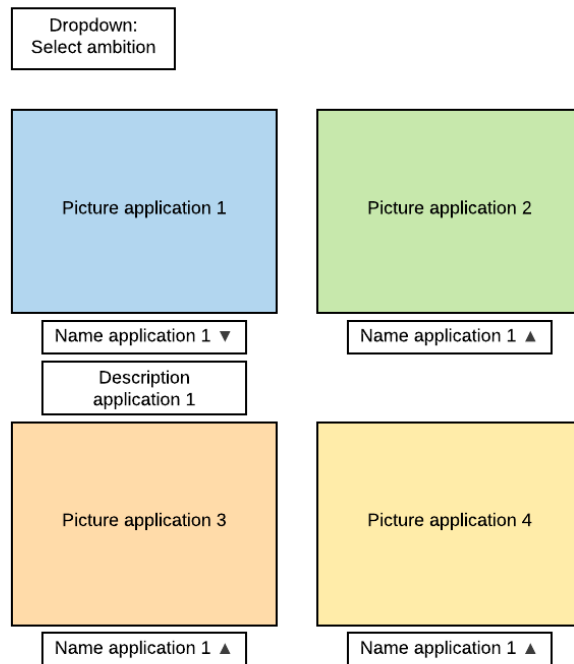 Dropdown:
Select ambition
Picture application 1
Picture application 2
Name application 1 ▼
Name application 1 ▲
Description
application 1
Picture application 3
Picture application 4
Name application 1 ▲
Name application 1 ▲